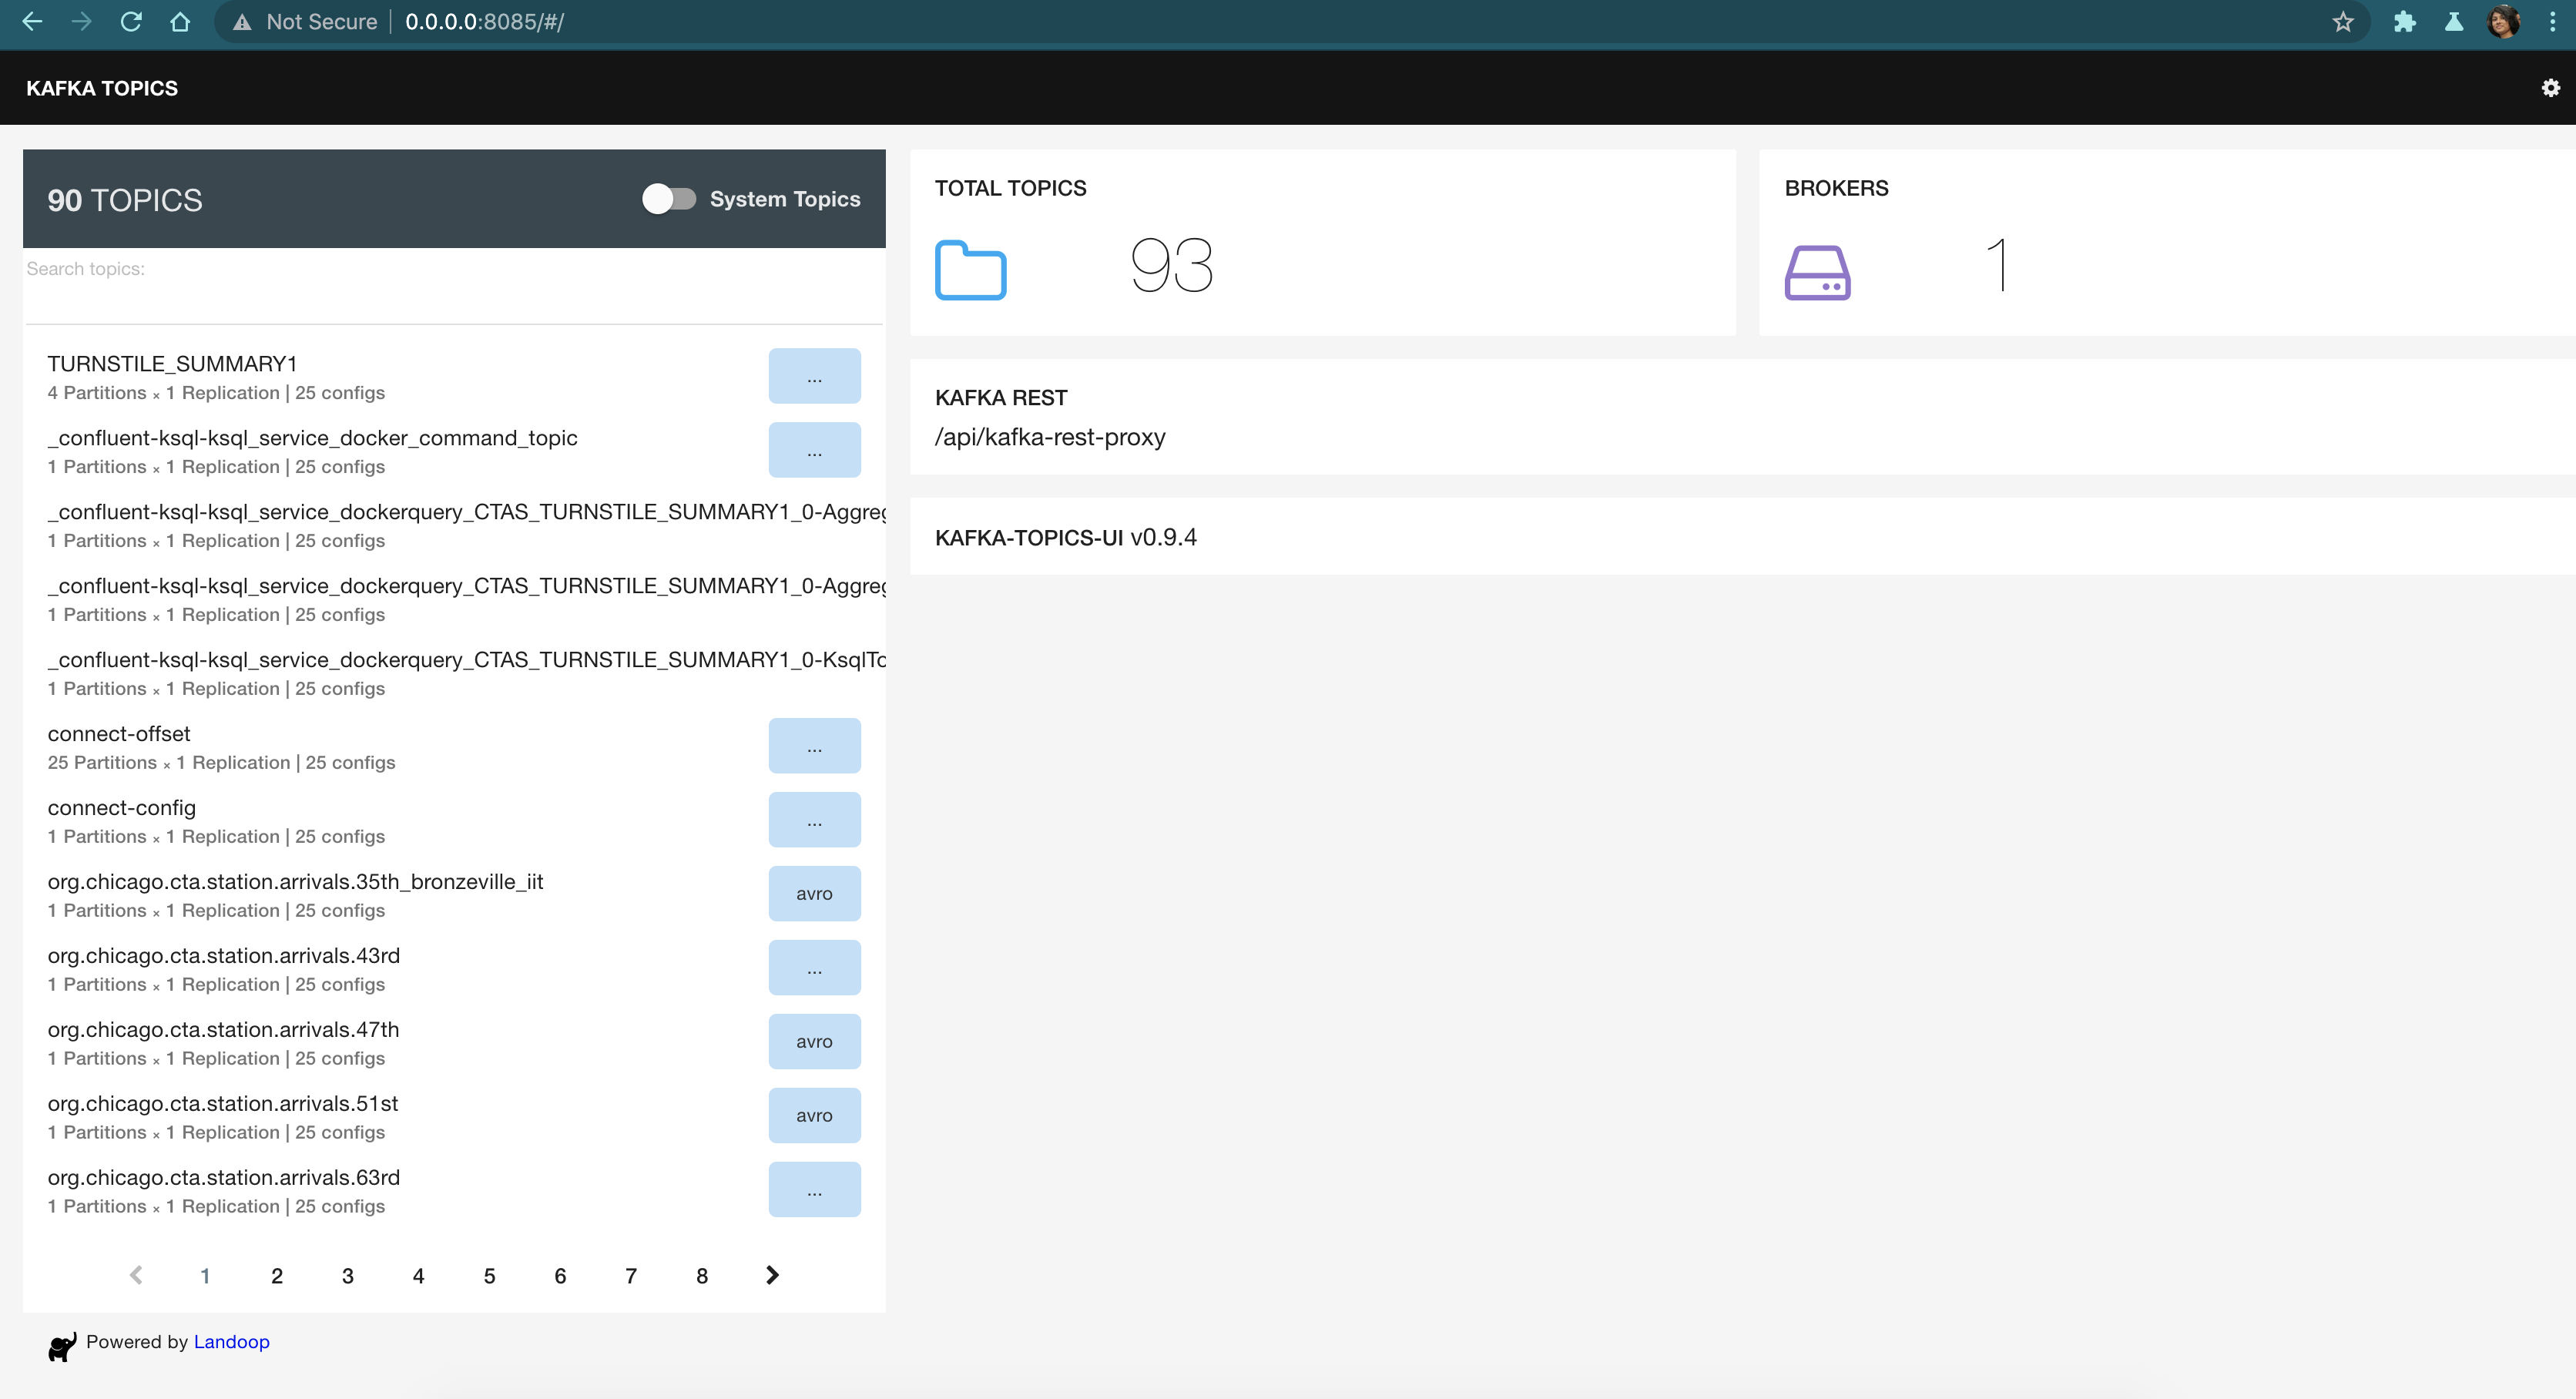 Not Secure | 0.0.0.0:8085/#/
KAFKA TOPICS
90 TOPICS
System Topics
Search topics:
TURNSTILE_SUMMARY1
...
4 Partitions × 1 Replication | 25 configs
_confluent-ksql-ksql_service_docker_command_topic
...
1 Partitions × 1 Replication | 25 configs
_confluent-ksql-ksql_service_dockerquery_CTAS_TURNSTILE_SUMMARY1_0-Aggreg
1 Partitions × 1 Replication | 25 configs
_confluent-ksql-ksql_service_dockerquery_CTAS_TURNSTILE_SUMMARY1_0-Aggreg
1 Partitions × 1 Replication | 25 configs
_confluent-ksql-ksql_service_dockerquery_CTAS_TURNSTILE_SUMMARY1_0-KsqlTo
1 Partitions × 1 Replication | 25 configs
connect-offset
...
25 Partitions × 1 Replication | 25 configs
connect-config
...
1 Partitions × 1 Replication | 25 configs
org.chicago.cta.station.arrivals.35th_bronzeville_iit
avro
1 Partitions × 1 Replication | 25 configs
org.chicago.cta.station.arrivals.43rd
...
1 Partitions × 1 Replication | 25 configs
org.chicago.cta.station.arrivals.47th
avro
1 Partitions × 1 Replication | 25 configs
org.chicago.cta.station.arrivals.51st
avro
1 Partitions × 1 Replication | 25 configs
org.chicago.cta.station.arrivals.63rd
...
1 Partitions × 1 Replication | 25 configs
1 2 3 4 5 6 7 8
Powered by Landoop
TOTAL TOPICS
93
BROKERS
1
KAFKA REST
/api/kafka-rest-proxy
KAFKA-TOPICS-UI v0.9.4